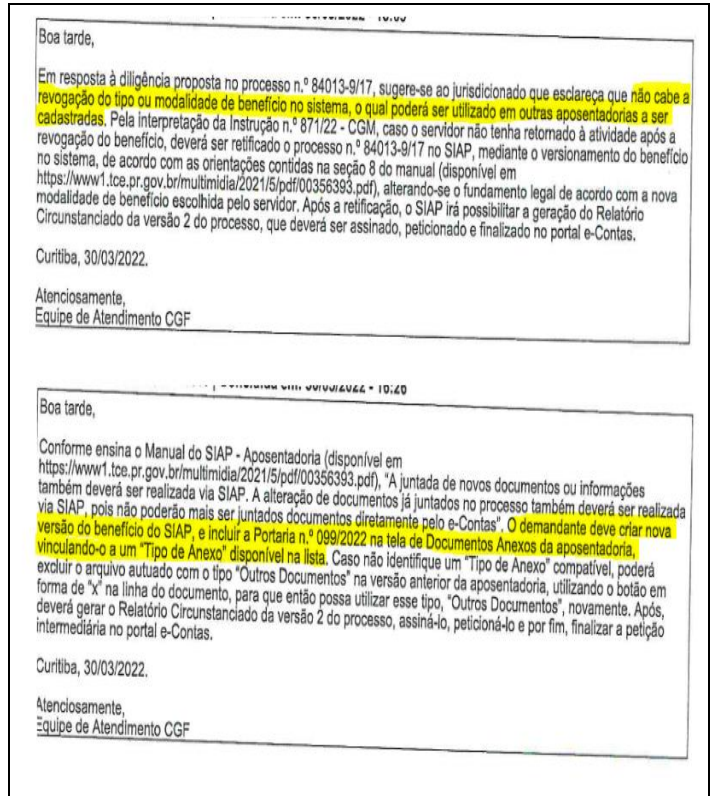 Boa tarde,
Em resposta à diligência proposta no processo n.º 84013-9/17, sugere-se ao jurisdicionado que esclareça que não cabe a
revogação do tipo ou modalidade de benefício no sistema, o qual poderá ser utilizado em outras aposentadorias a ser
cadastradas. Pela interpretação da Instrução n.º 871/22 - CGM, caso o servidor não tenha retornado à atividade após a
revogação do benefício, deverá ser retificado o processo n.º 84013-9/17 no SIAP, mediante o versionamento do benefício
no sistema, de acordo com as orientações contidas na seção 8 do manual (disponível em
https://www1.tce.pr.gov.br/multimidia/2021/5/pdf/00356393.pdf), alterando-se o fundamento legal de acordo com a nova
modalidade de benefício escolhida pelo servidor. Após a retificação, o SIAP irá possibilitar a geração do Relatório
Circunstanciado da versão 2 do processo, que deverá ser assinado, peticionado e finalizado no portal e-Contas.
Curitiba, 30/03/2022.
Atenciosamente,
Equipe de Atendimento CGF
30/03/2022 - 16:26
Boa tarde,
Conforme ensina o Manual do SIAP - Aposentadoria (disponível em
https://www1.tce.pr.gov.br/multimidia/2021/5/pdf/00356393.pdf), "A juntada de novos documentos ou informações
também deverá ser realizada via SIAP. A alteração de documentos já juntados no processo também deverá ser realizada
via SIAP, pois não poderão mais ser juntados documentos diretamente pelo e-Contas". O demandante deve criar nova
versão do benefício do SIAP, e incluir a Portaria n.º 099/2022 na tela de Documentos Anexos da aposentadoria,
vinculando-o a um "Tipo de Anexo" disponível na lista. Caso não identifique um "Tipo de Anexo" compatível, poderá
excluir o arquivo autuado com o tipo "Outros Documentos" na versão anterior da aposentadoria, utilizando o botão em
forma de "x" na linha do documento, para que então possa utilizar esse tipo, "Outros Documentos", novamente. Após,
deverá gerar o Relatório Circunstanciado da versão 2 do processo, assiná-lo, peticioná-lo e por fim, finalizar a petição
intermediária no portal e-Contas.
Curitiba, 30/03/2022.
Atenciosamente,
Equipe de Atendimento CGF